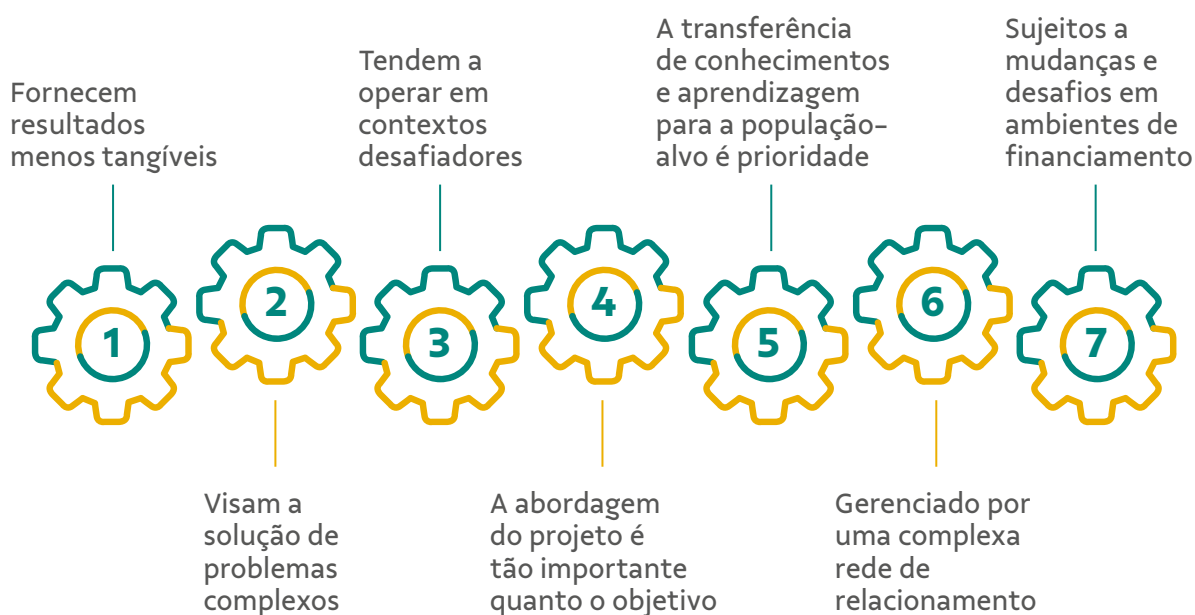 Fornecem
resultados
menos tangíveis
1
Visam a
solução de
problemas
complexos
2
Tendem a
operar em
contextos
desafiadores
3
A abordagem
do projeto é
tão importante
quanto o objetivo
4
A transferência
de conhecimentos
e aprendizagem
para a população-
alvo é prioridade
5
Gerenciado por
uma complexa
rede de
relacionamento
6
Sujeitos a
mudanças e
desafios em
ambientes de
financiamento
7